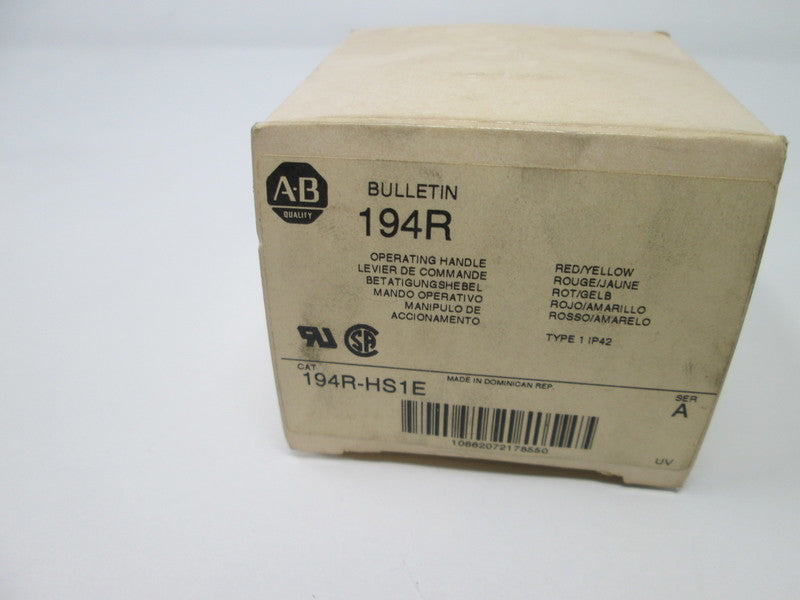 A-B
QUALITY
BULLETIN
194R
OPERATING HANDLE
LEVIER DE COMMANDE
BETATIGUNGSHEBEL
MANDO OPERATIVO
MANIPULO DE
ACCIONAMENTO
RED/YELLOW
ROUGE/JAUNE
ROT/GELB
ROJO/AMARILLO
ROSSO/AMARELO
TYPE 1 IP42
CAT
194R-HS1E
MADE IN DOMINICAN REP.
SER
A
10662072178550
UV